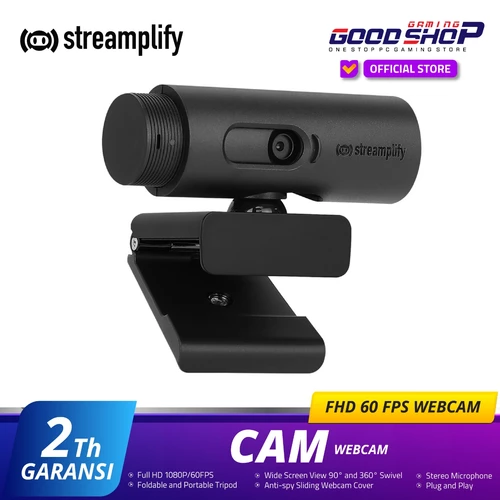 streamplify
GAMING
GOODSHOP
ONE STOP PC GAMING STORE
OFFICIAL STORE
streamplify
FHD 60 FPS WEBCAM
2Th
GARANSI
CAM WEBCAM
• Full HD 1080P/60FPS
• Foldable and Portable Tripod
• Wide Screen View 90° and 360° Swivel
• Anti-spy Sliding Webcam Cover
• Stereo Microphone
• Plug and Play